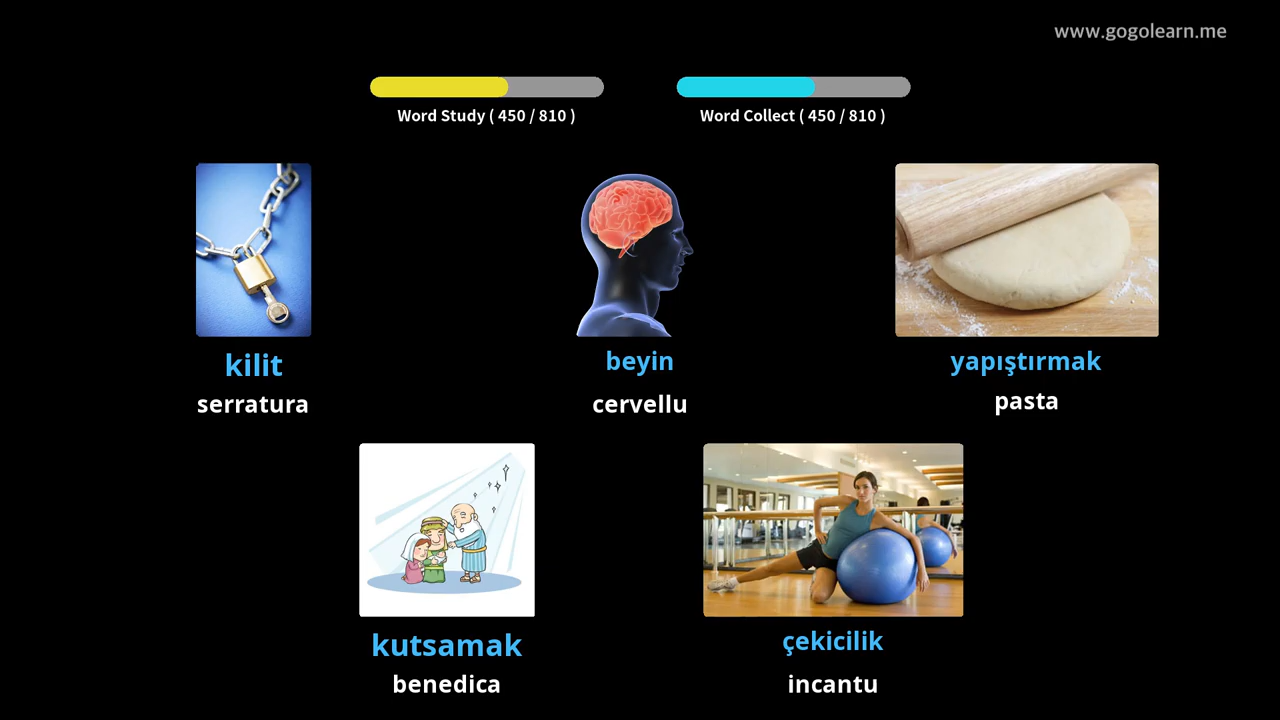 www.gogolearn.me
Word Study ( 450 / 810 )
Word Collect ( 450 / 810 )
kilit
serratura
beyin
cervellu
yapıştırmak
pasta
kutsamak
benedica
çekicilik
incantu